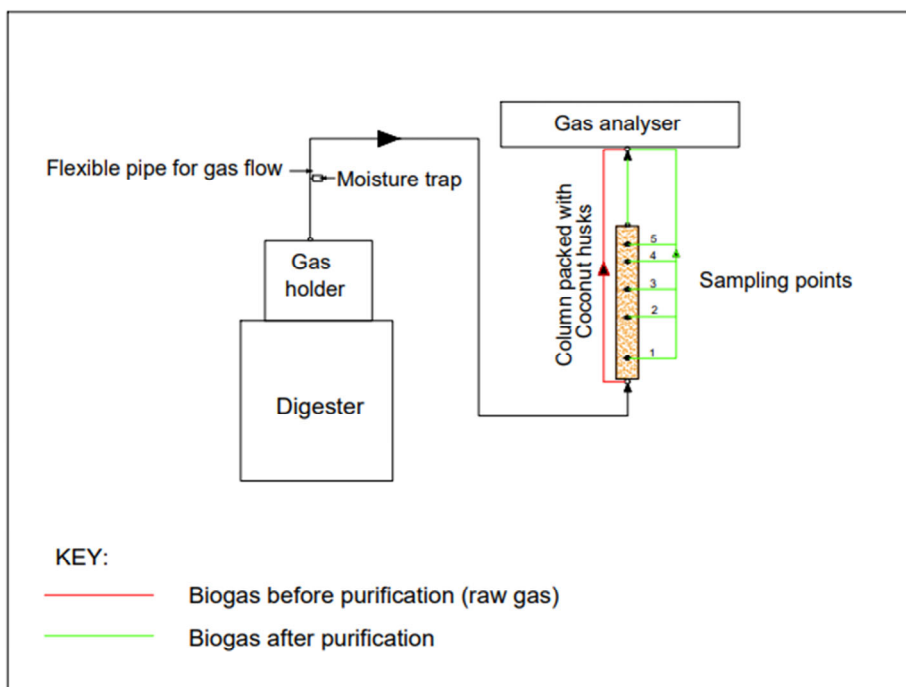 Gas analyser
Flexible pipe for gas flow
Moisture trap
Gas
holder
Column packed with
Coconut husks
5
4
3
2
1
Sampling points
Digester
KEY:
Biogas before purification (raw gas)
Biogas after purification